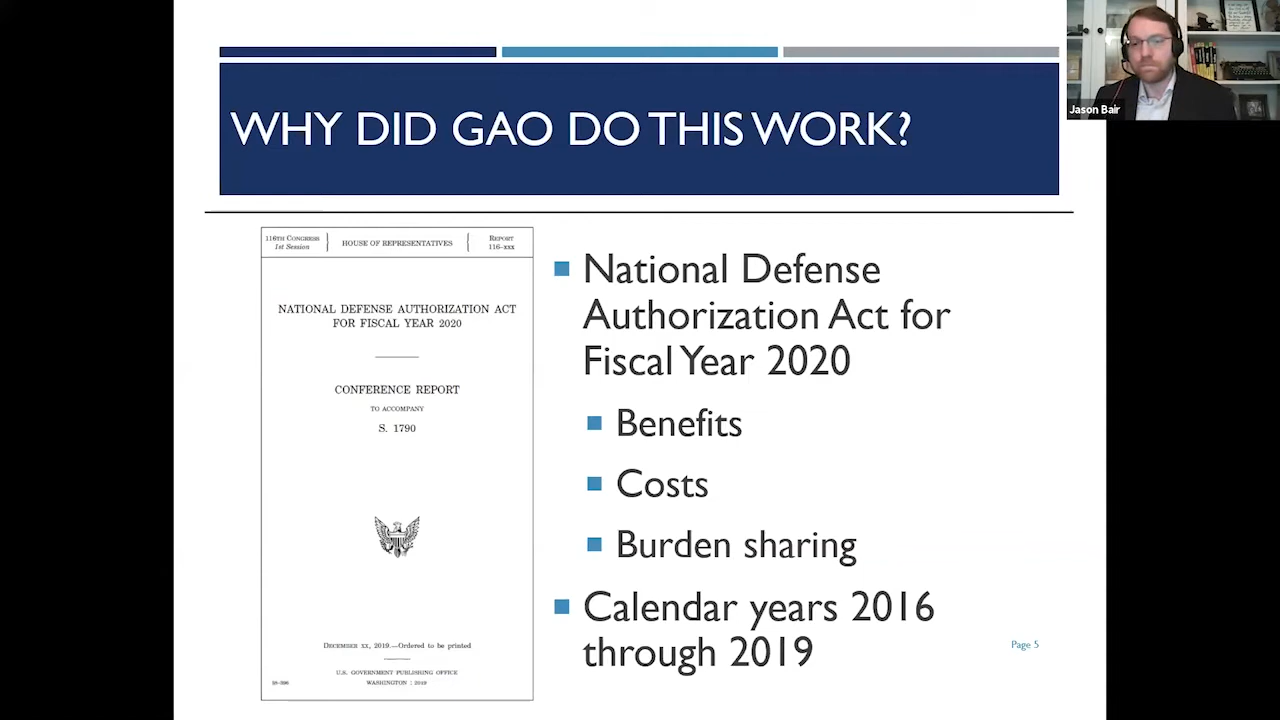 WHY DID GAO DO THIS WORK?
Jason Bair
116TH CONGRESS
1st Session
HOUSE OF REPRESENTATIVES
REPORT
116-xxx
NATIONAL DEFENSE AUTHORIZATION ACT
FOR FISCAL YEAR 2020
CONFERENCE REPORT
TO ACCOMPANY
S. 1790
DECEMBER XX, 2019.—Ordered to be printed
U.S. GOVERNMENT PUBLISHING OFFICE
WASHINGTON : 2019
National Defense
Authorization Act for
Fiscal Year 2020
Benefits
Costs
Burden sharing
Calendar years 2016
through 2019
Page 5